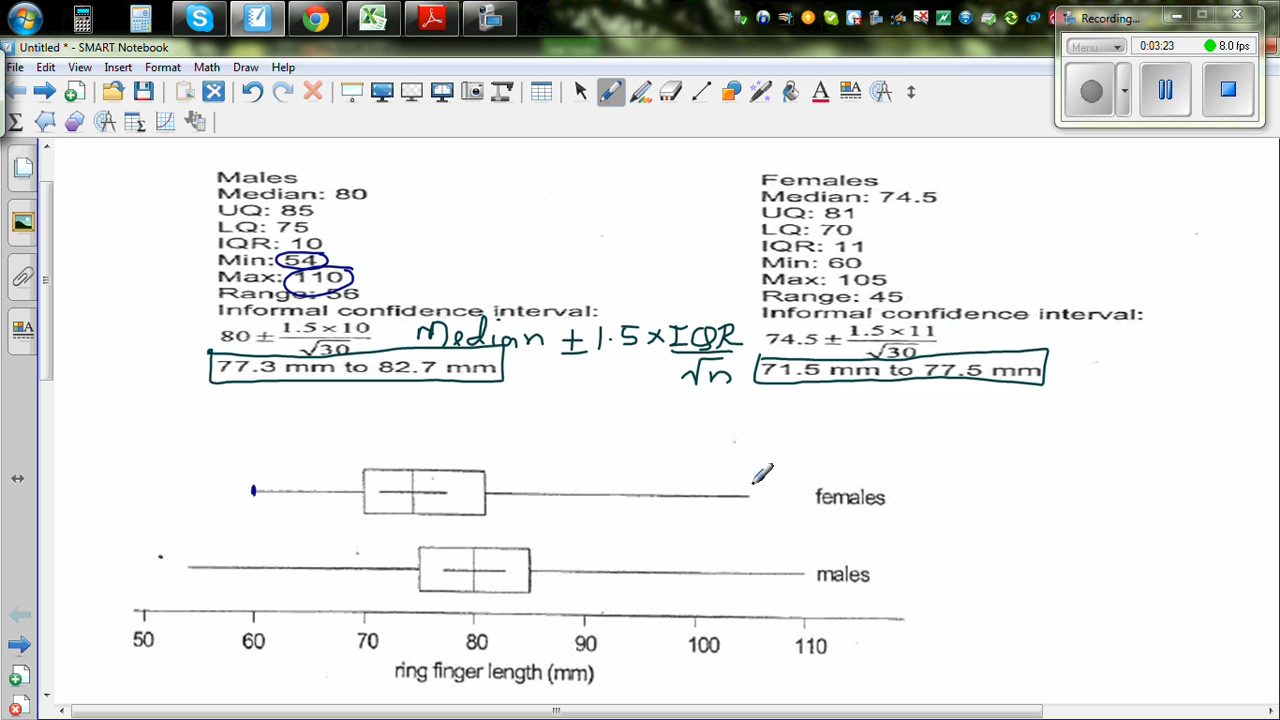 Recording...
Untitled * - SMART Notebook
Menu
0:03:23
8.0 fps
File Edit View Insert Format Math Draw Help
Males
Median: 80
UQ: 85
LQ: 75
IQR: 10
Min: 54
Max: 110
Range: 56
Informal confidence interval:
80 ± 1.5 × 10
√30
77.3 mm to 82.7 mm
Median ± 1.5 × IQR
√n
Females
Median: 74.5
UQ: 81
LQ: 70
IQR: 11
Min: 60
Max: 105
Range: 45
Informal confidence interval:
74.5 ± 1.5 × 11
√30
71.5 mm to 77.5 mm
females
males
50 60 70 80 90 100 110
ring finger length (mm)